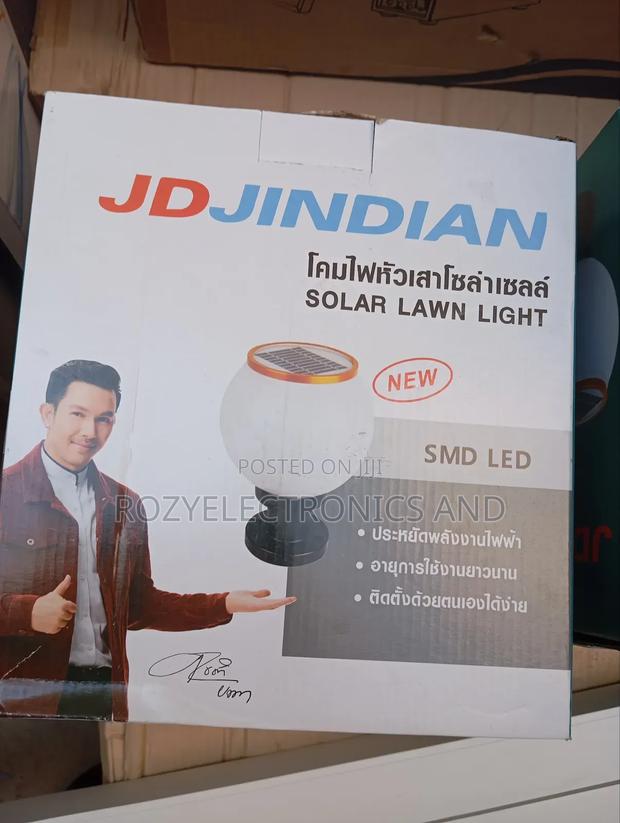 JDJINDIAN
โคมไฟหัวเสาโซล่าเซลล์
SOLAR LAWN LIGHT
NEW
SMD LED
POSTED ON JIJI
ROZYELECTRONICS AND
• ประหยัดพลังงานไฟฟ้า
• อายุการใช้งานยาวนาน
• ติดตั้งด้วยตนเองได้ง่าย
JD